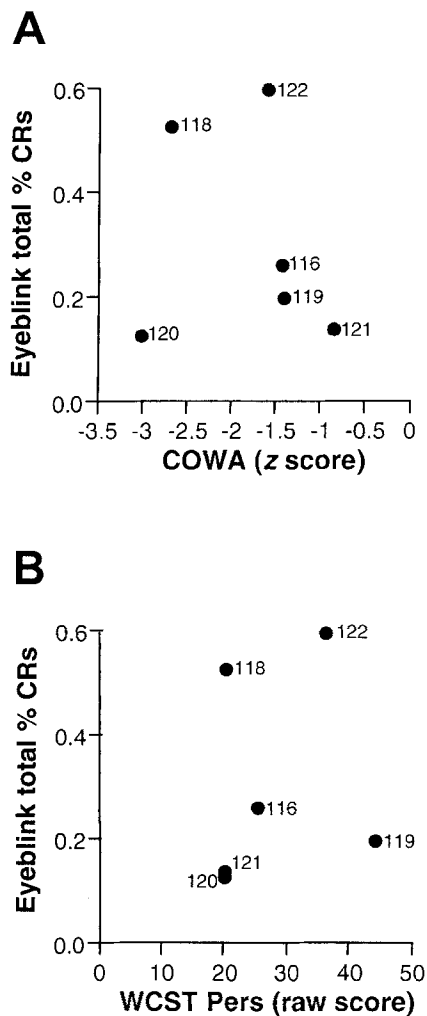 A
Eyeblink total % CRs
0.6
0.4
0.2
0.0
122
118
116
119
120
121
-3.5 -3 -2.5 -2 -1.5 -1 -0.5 0
COWA (z score)
B
Eyeblink total % CRs
0.6
0.4
0.2
0.0
122
118
116
119
121
120
0 10 20 30 40 50
WCST Pers (raw score)